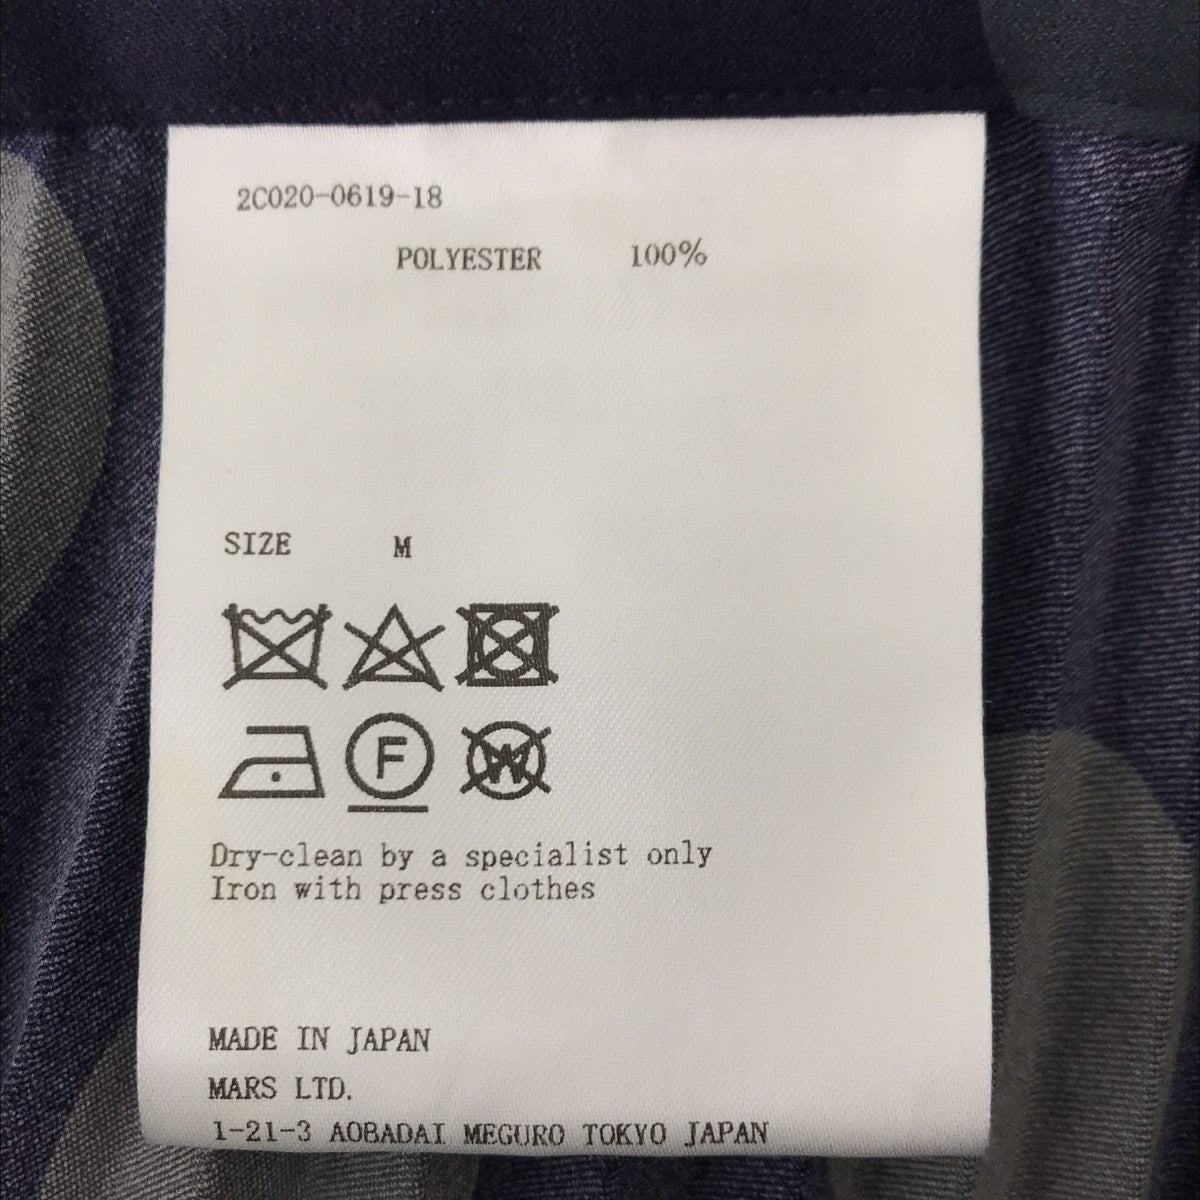 2C020-0619-18
POLYESTER 100%
SIZE M
F
W
Dry-clean by a specialist only
Iron with press clothes
MADE IN JAPAN
MARS LTD.
1-21-3 AOBADAI MEGURO TOKYO JAPAN